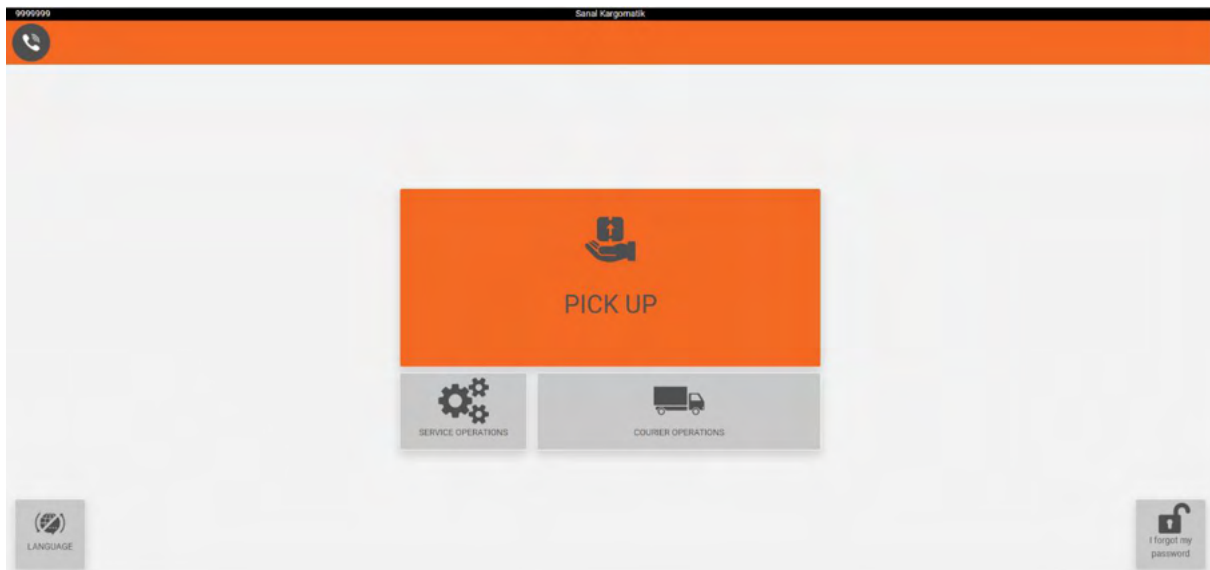 9999999
Sanal Kargomatik
PICK UP
SERVICE OPERATIONS
COURIER OPERATIONS
LANGUAGE
I forgot my
password